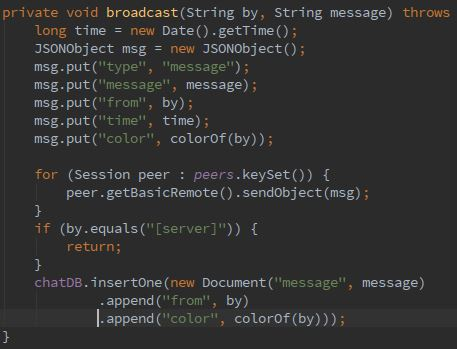 private void broadcast(String by, String message) throws
    long time = new Date().getTime();
    JSONObject msg = new JSONObject();
    msg.put("type", "message");
    msg.put("message", message);
    msg.put("from", by);
    msg.put("time", time);
    msg.put("color", colorOf(by));

    for (Session peer : peers.keySet()) {
        peer.getBasicRemote().sendObject(msg);
    }
    if (by.equals("[server]")) {
        return;
    }
    chatDB.insertOne(new Document("message", message)
            .append("from", by)
            .append("color", colorOf(by)));
}